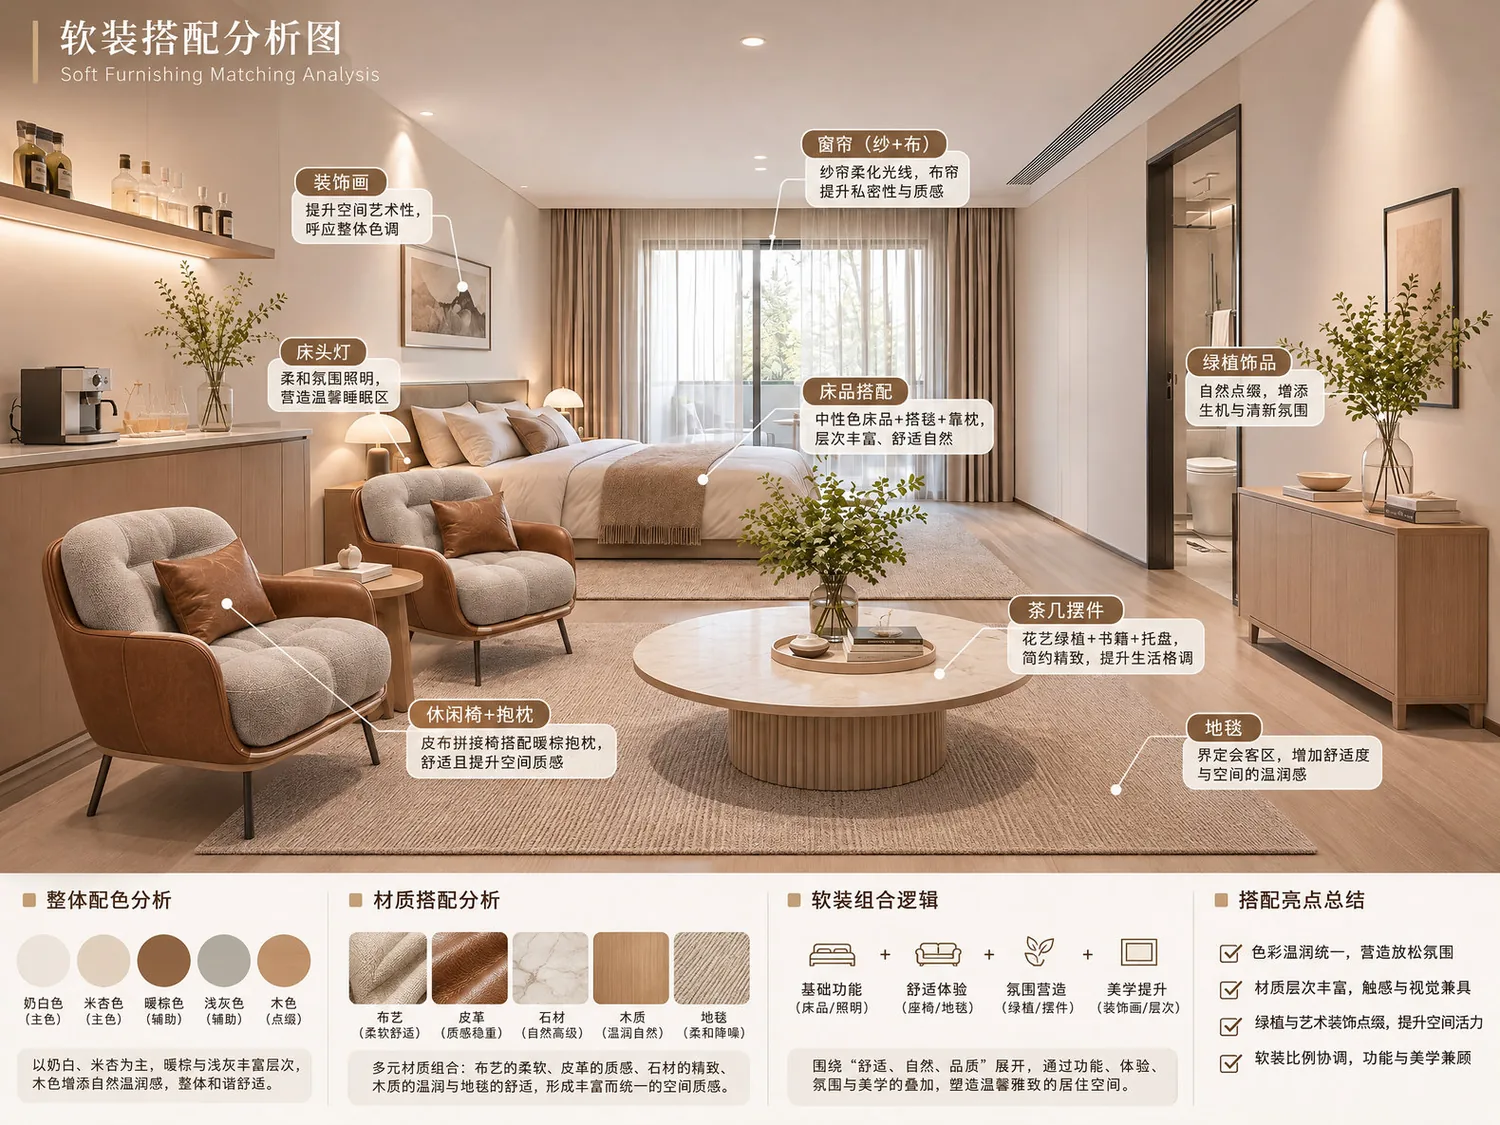 软装搭配分析图
Soft Furnishing Matching Analysis
窗帘（纱+布）
纱帘柔化光线，布帘
提升私密性与质感
装饰画
提升空间艺术性，
呼应整体色调
床头灯
柔和氛围照明，
营造温馨睡眠区
床品搭配
中性色床品+搭毯+靠枕，
层次丰富、舒适自然
绿植饰品
自然点缀，增添
生机与清新氛围
茶几摆件
花艺绿植+书籍+托盘，
简约精致，提升生活格调
休闲椅+抱枕
皮布拼接椅搭配暖棕抱枕，
舒适且提升空间质感
地毯
界定会客区，增加舒适度
与空间的温润感
整体配色分析
奶白色
（主色）
米杏色
（主色）
暖棕色
（辅助）
浅灰色
（辅助）
木色
（点缀）
以奶白、米杏为主，暖棕与浅灰丰富层次，
木色增添自然温润感，整体和谐舒适。
材质搭配分析
布艺
（柔软舒适）
皮革
（质感稳重）
石材
（自然高级）
木质
（温润自然）
地毯
（柔和降噪）
多元材质组合：布艺的柔软、皮革的质感、石材的精致、
木质的温润与地毯的舒适，形成丰富而统一的空间质感。
软装组合逻辑
+
+
+
基础功能
（床品/照明）
舒适体验
（座椅/地毯）
氛围营造
（绿植/摆件）
美学提升
（装饰画/层次）
围绕“舒适、自然、品质”展开，通过功能、体验、
氛围与美学的叠加，塑造温馨雅致的居住空间。
搭配亮点总结
色彩温润统一，营造放松氛围
材质层次丰富，触感与视觉兼具
绿植与艺术装饰点缀，提升空间活力
软装比例协调，功能与美学兼顾